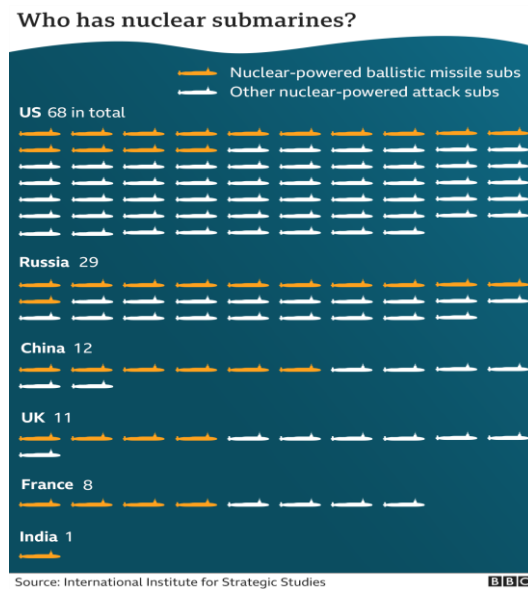 Who has nuclear submarines?
Nuclear-powered ballistic missile subs
Other nuclear-powered attack subs
US 68 in total
Russia 29
China 12
UK 11
France 8
India 1
Source: International Institute for Strategic Studies BBC